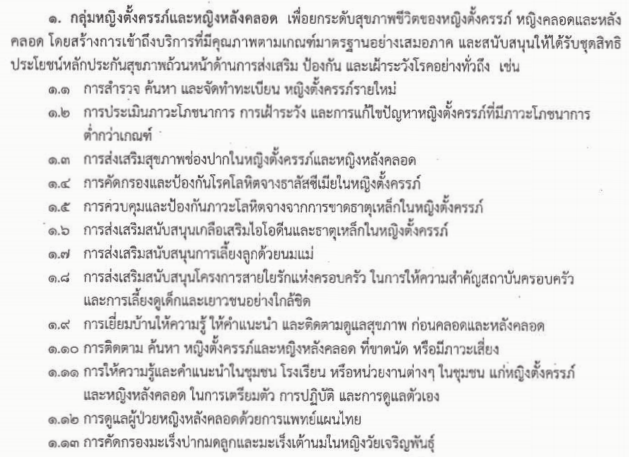 ๑. กลุ่มหญิงตั้งครรภ์และหญิงหลังคลอด เพื่อยกระดับสุขภาพชีวิตของหญิงตั้งครรภ์ หญิงคลอดและหลัง
คลอด โดยสร้างการเข้าถึงบริการที่มีคุณภาพตามเกณฑ์มาตรฐานอย่างเสมอภาค และสนับสนุนให้ได้รับชุดสิทธิ
ประโยชน์หลักประกันสุขภาพถ้วนหน้าด้านการส่งเสริม ป้องกัน และเฝ้าระวังโรคอย่างทั่วถึง เช่น
๑.๑ การสำรวจ ค้นหา และจัดทำทะเบียน หญิงตั้งครรภ์รายใหม่
๑.๒ การประเมินภาวะโภชนาการ การเฝ้าระวัง และการแก้ไขปัญหาหญิงตั้งครรภ์ที่มีภาวะโภชนาการ
ต่ำกว่าเกณฑ์
๑.๓ การส่งเสริมสุขภาพช่องปากในหญิงตั้งครรภ์และหญิงหลังคลอด
๑.๔ การคัดกรองและป้องกันโรคโลหิตจางธาลัสซีเมียในหญิงตั้งครรภ์
๑.๕ การควบคุมและป้องกันภาวะโลหิตจางจากการขาดธาตุเหล็กในหญิงตั้งครรภ์
๑.๖ การส่งเสริมสนับสนุนเกลือเสริมไอโอดีนและธาตุเหล็กในหญิงตั้งครรภ์
๑.๗ การส่งเสริมสนับสนุนการเลี้ยงลูกด้วยนมแม่
๑.๘ การส่งเสริมสนับสนุนโครงการสายใยรักแห่งครอบครัว ในการให้ความสำคัญสถาบันครอบครัว
และการเลี้ยงดูเด็กและเยาวชนอย่างใกล้ชิด
๑.๙ การเยี่ยมบ้านให้ความรู้ ให้คำแนะนำ และติดตามดูแลสุขภาพ ก่อนคลอดและหลังคลอด
๑.๑๐ การติดตาม ค้นหา หญิงตั้งครรภ์และหญิงหลังคลอด ที่ขาดนัด หรือมีภาวะเสี่ยง
๑.๑๑ การให้ความรู้และคำแนะนำในชุมชน โรงเรียน หรือหน่วยงานต่างๆ ในชุมชน แก่หญิงตั้งครรภ์
และหญิงหลังคลอด ในการเตรียมตัว การปฏิบัติ และการดูแลตัวเอง
๑.๑๒ การดูแลผู้ป่วยหญิงหลังคลอดด้วยการแพทย์แผนไทย
๑.๑๓ การคัดกรองมะเร็งปากมดลูกและมะเร็งเต้านมในหญิงวัยเจริญพันธุ์